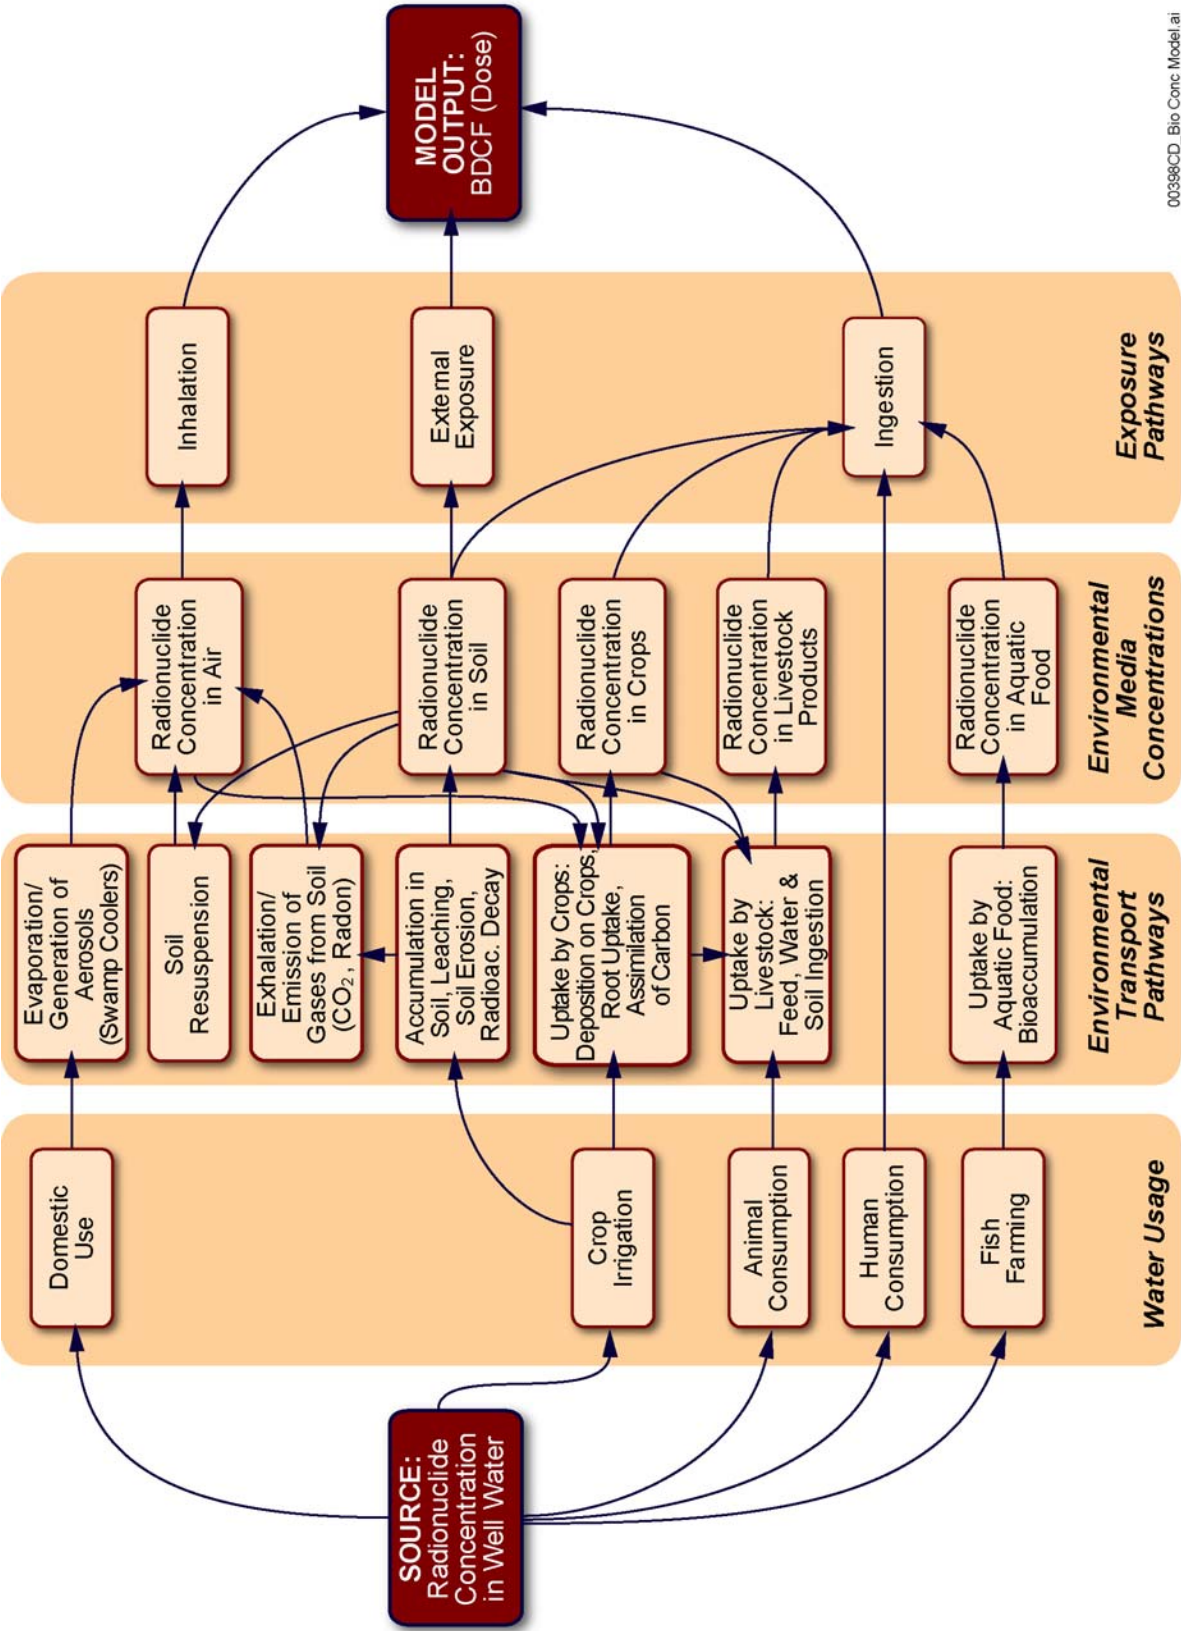 SOURCE:
Radionuclide
Concentration
in Well Water
Domestic
Use
Crop
Irrigation
Animal
Consumption
Human
Consumption
Fish
Farming
Water Usage
Evaporation/
Generation of
Aerosols
(Swamp Coolers)
Soil
Resuspension
Exhalation/
Emission of
Gases from Soil
(CO₂, Radon)
Accumulation in
Soil, Leaching,
Soil Erosion,
Radioac. Decay
Uptake by Crops:
Deposition on Crops,
Root Uptake,
Assimilation
of Carbon
Uptake by
Livestock:
Feed, Water &
Soil Ingestion
Uptake by
Aquatic Food:
Bioaccumulation
Environmental
Transport
Pathways
Radionuclide
Concentration
in Air
Radionuclide
Concentration
in Soil
Radionuclide
Concentration
in Crops
Radionuclide
Concentration
in Livestock
Products
Radionuclide
Concentration
in Aquatic
Food
Environmental
Media
Concentrations
Inhalation
External
Exposure
Ingestion
Exposure
Pathways
MODEL
OUTPUT:
BDCF (Dose)
00398CD_Bio Conc Model.ai